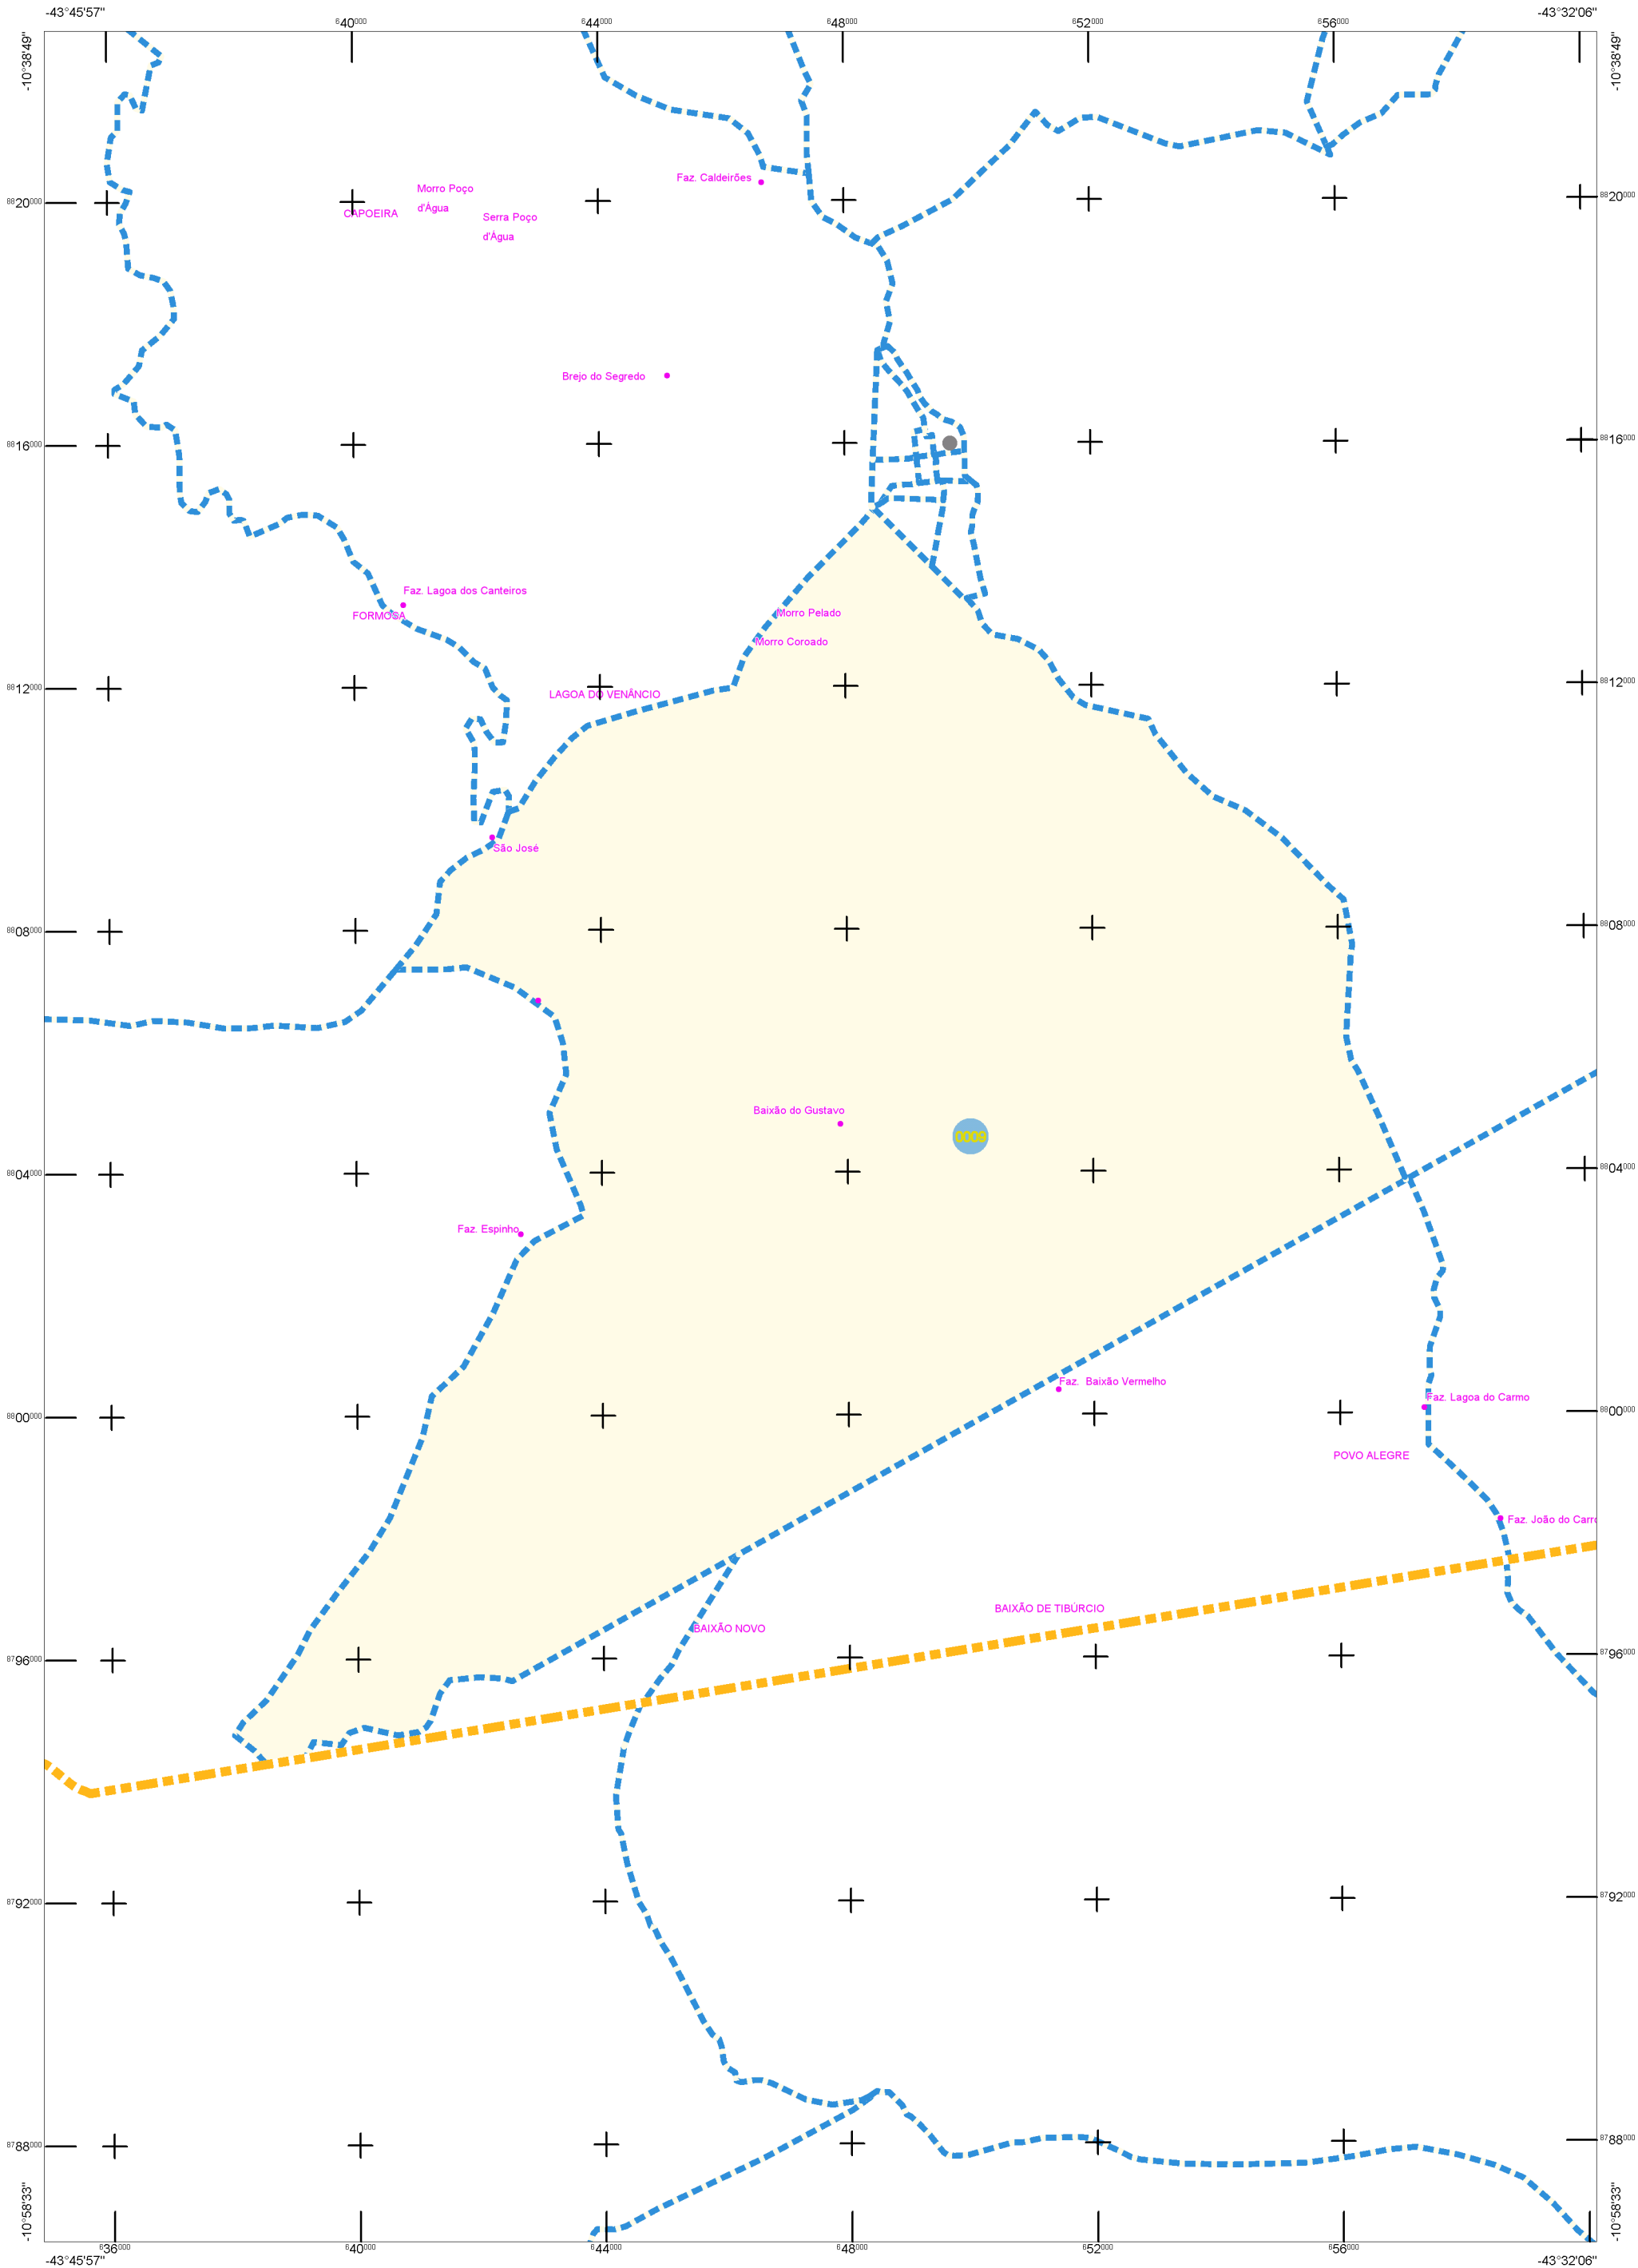 -43°45'57"
640000
644000
648000
652000
656000
-43°32'06"
-10°38'49"
-10°38'49"
Faz. Caldeirões
Morro Poço
d'Água
8820000
8820000
CAPOEIRA
Serra Poço
d'Água
Brejo do Segredo
8816000
8816000
Faz. Lagoa dos Canteiros
FORMOSA
Morro Pelado
Morro Coroado
8812000
8812000
LAGOA DO VENÂNCIO
São José
8808000
8808000
Baixão do Gustavo
0009
8804000
8804000
Faz. Espinho
Faz. Baixão Vermelho
Faz. Lagoa do Carmo
8800000
8800000
POVO ALEGRE
Faz. João do Carro
BAIXÃO DE TIBÚRCIO
BAIXÃO NOVO
8796000
8796000
8792000
8792000
8788000
8788000
-10°58'33"
-10°58'33"
636000
640000
644000
648000
652000
656000
-43°45'57"
-43°32'06"